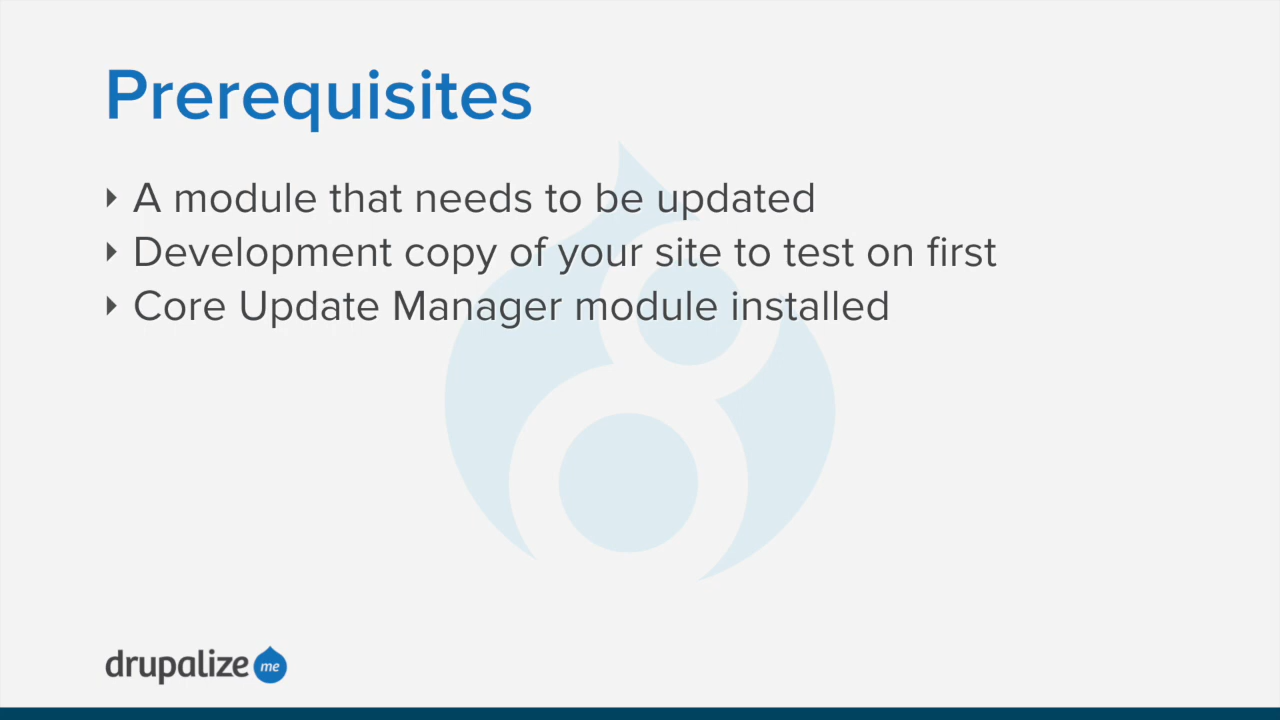 Prerequisites
‣ A module that needs to be updated
‣ Development copy of your site to test on first
‣ Core Update Manager module installed
drupalize me